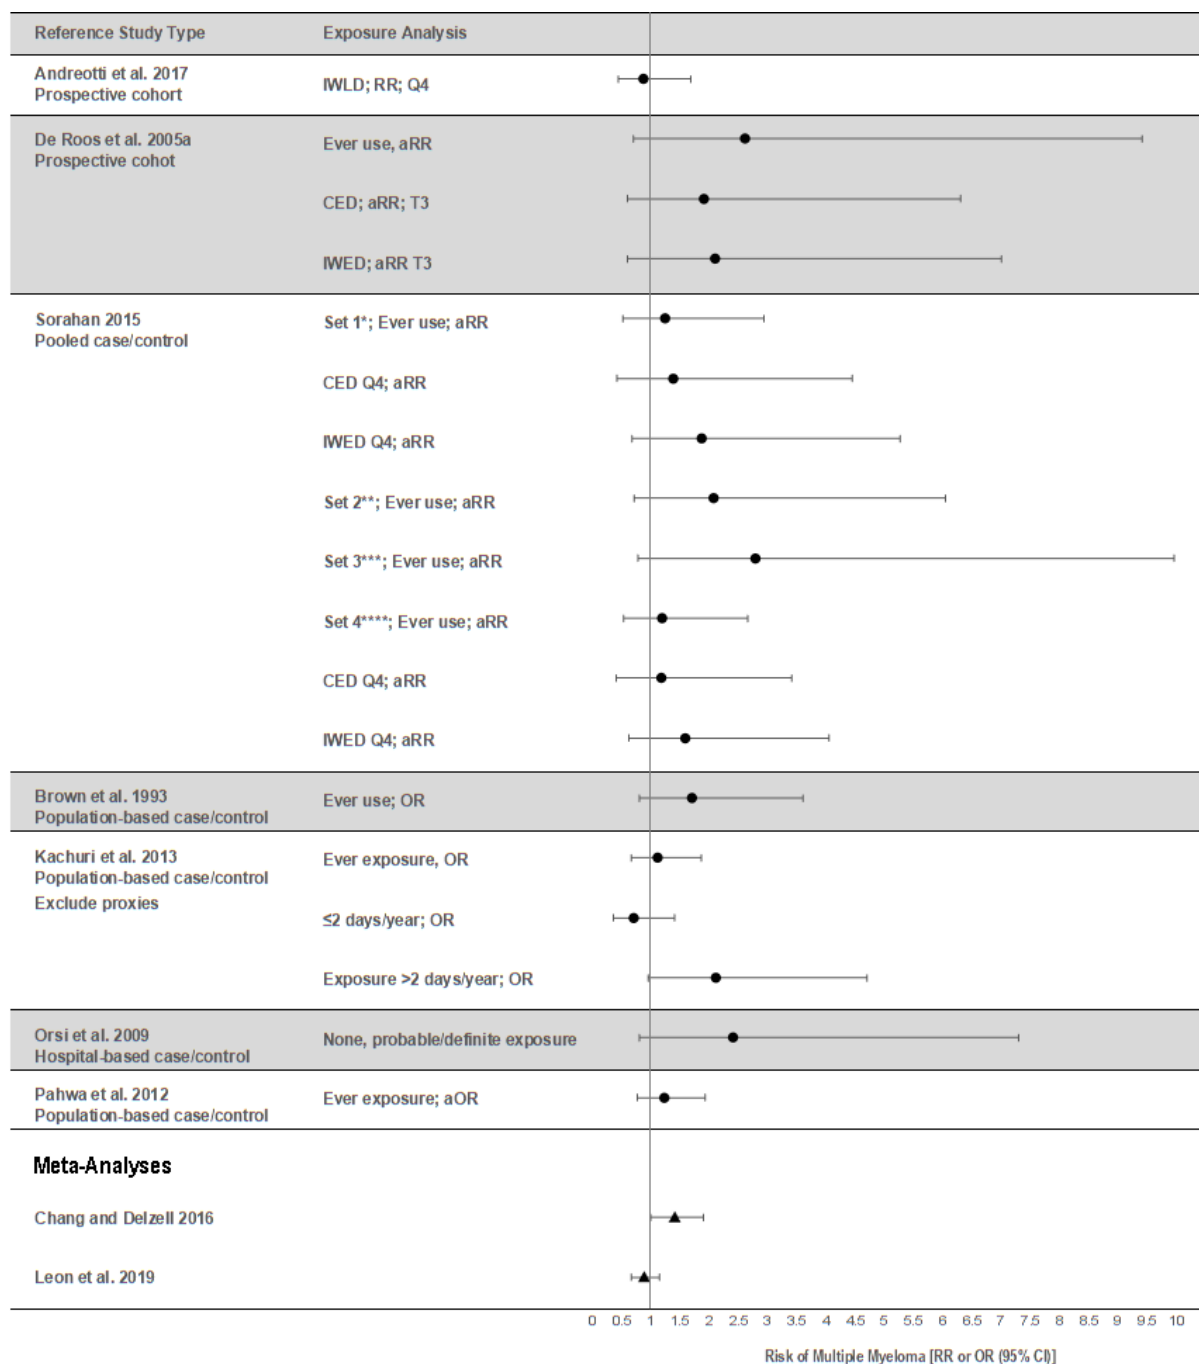 Reference Study Type Exposure Analysis
Andreotti et al. 2017
Prospective cohort
IWLD; RR; Q4
De Roos et al. 2005a
Prospective cohot
Ever use, aRR
CED; aRR; T3
IWED; aRR T3
Sorahan 2015
Pooled case/control
Set 1*; Ever use; aRR
CED Q4; aRR
IWED Q4; aRR
Set 2**; Ever use; aRR
Set 3***; Ever use; aRR
Set 4****; Ever use; aRR
CED Q4; aRR
IWED Q4; aRR
Brown et al. 1993
Population-based case/control
Ever use; OR
Kachuri et al. 2013
Population-based case/control
Exclude proxies
Ever exposure, OR
≤2 days/year; OR
Exposure >2 days/year; OR
Orsi et al. 2009
Hospital-based case/control
None, probable/definite exposure
Pahwa et al. 2012
Population-based case/control
Ever exposure; aOR
Meta-Analyses
Chang and Delzell 2016
Leon et al. 2019
0 0.5 1 1.5 2 2.5 3 3.5 4 4.5 5 5.5 6 6.5 7 7.5 8 8.5 9 9.5 10
Risk of Multiple Myeloma [RR or OR (95% CI)]